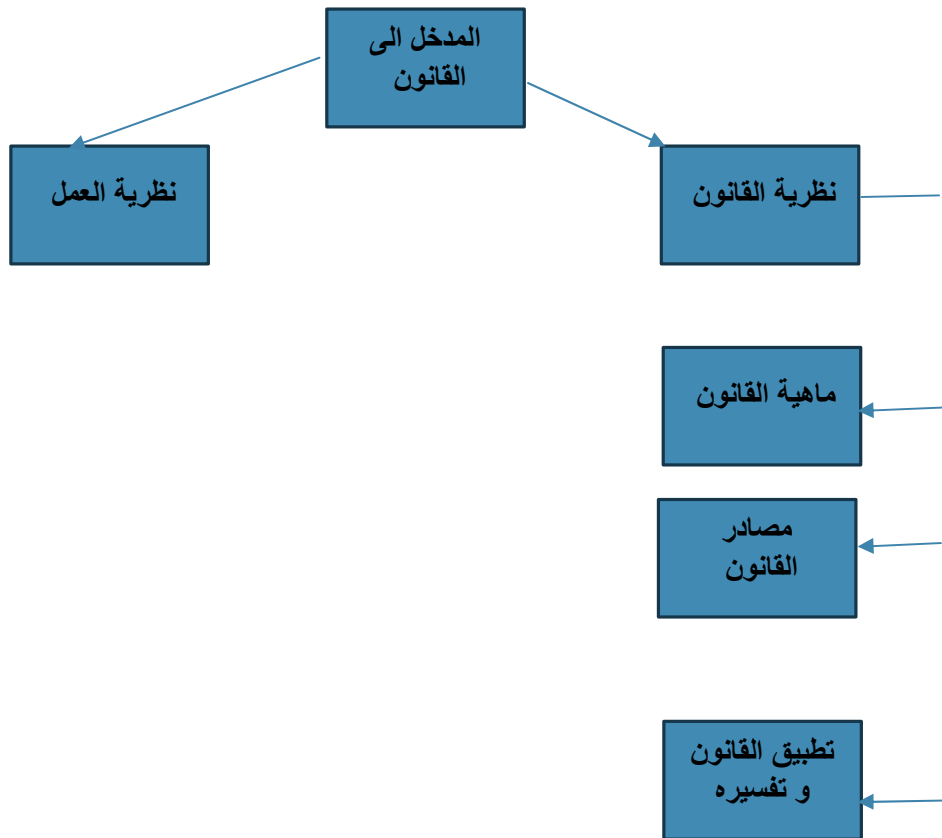 المدخل الى
القانون
نظرية القانون
نظرية العمل
ماهية القانون
مصادر
القانون
تطبيق القانون
و تفسيره